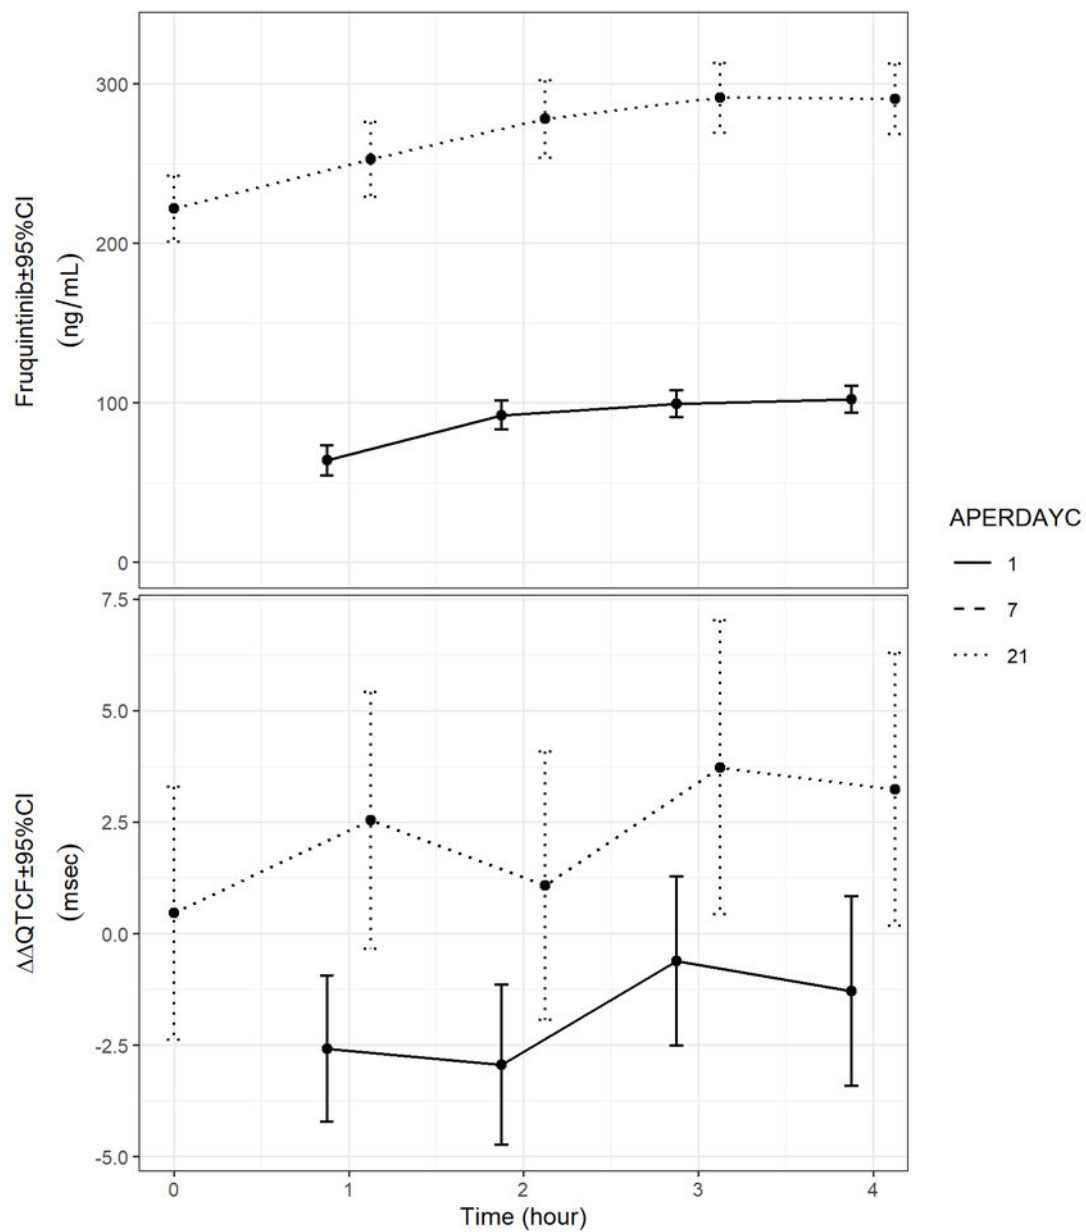 Fruquintinib±95%CI
(ng/mL)
300
200
100
0
ΔΔQTCF±95%CI
(msec)
7.5
5.0
2.5
0.0
-2.5
-5.0
0 1 2 3 4
Time (hour)
APERDAYC
1
7
21